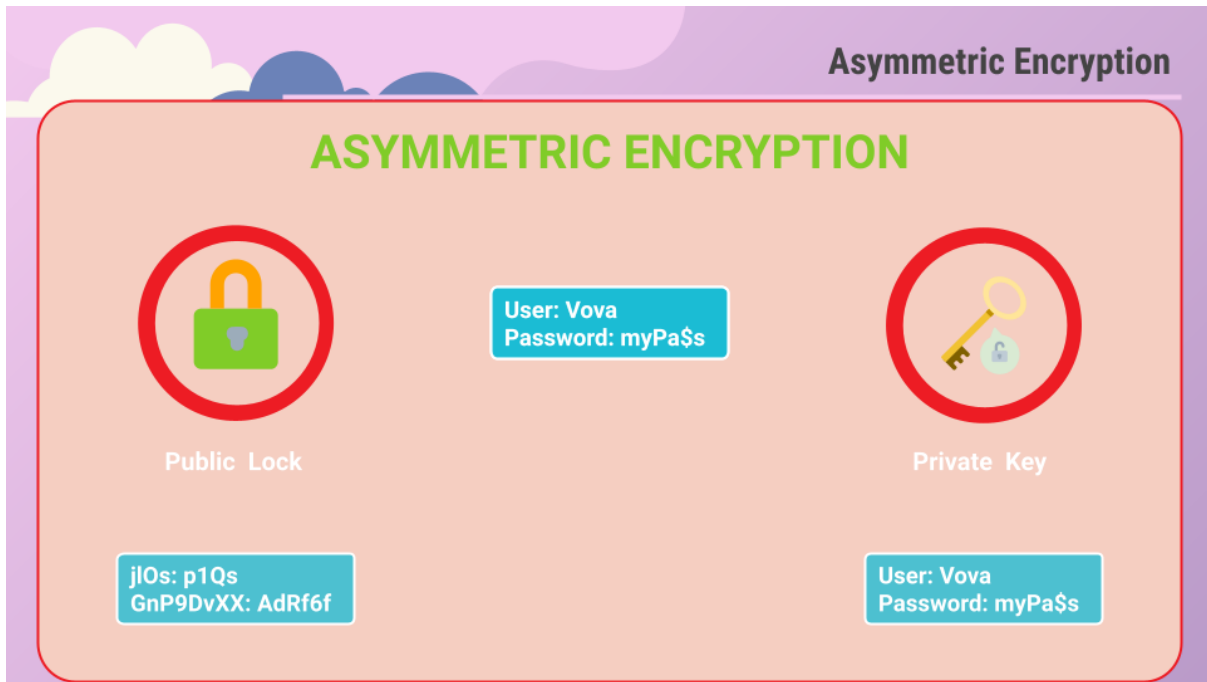 Asymmetric Encryption
ASYMMETRIC ENCRYPTION
User: Vova
Password: myPa$s
Public Lock
Private Key
jlOs: p1Qs
GnP9DvXX: AdRf6f
User: Vova
Password: myPa$s